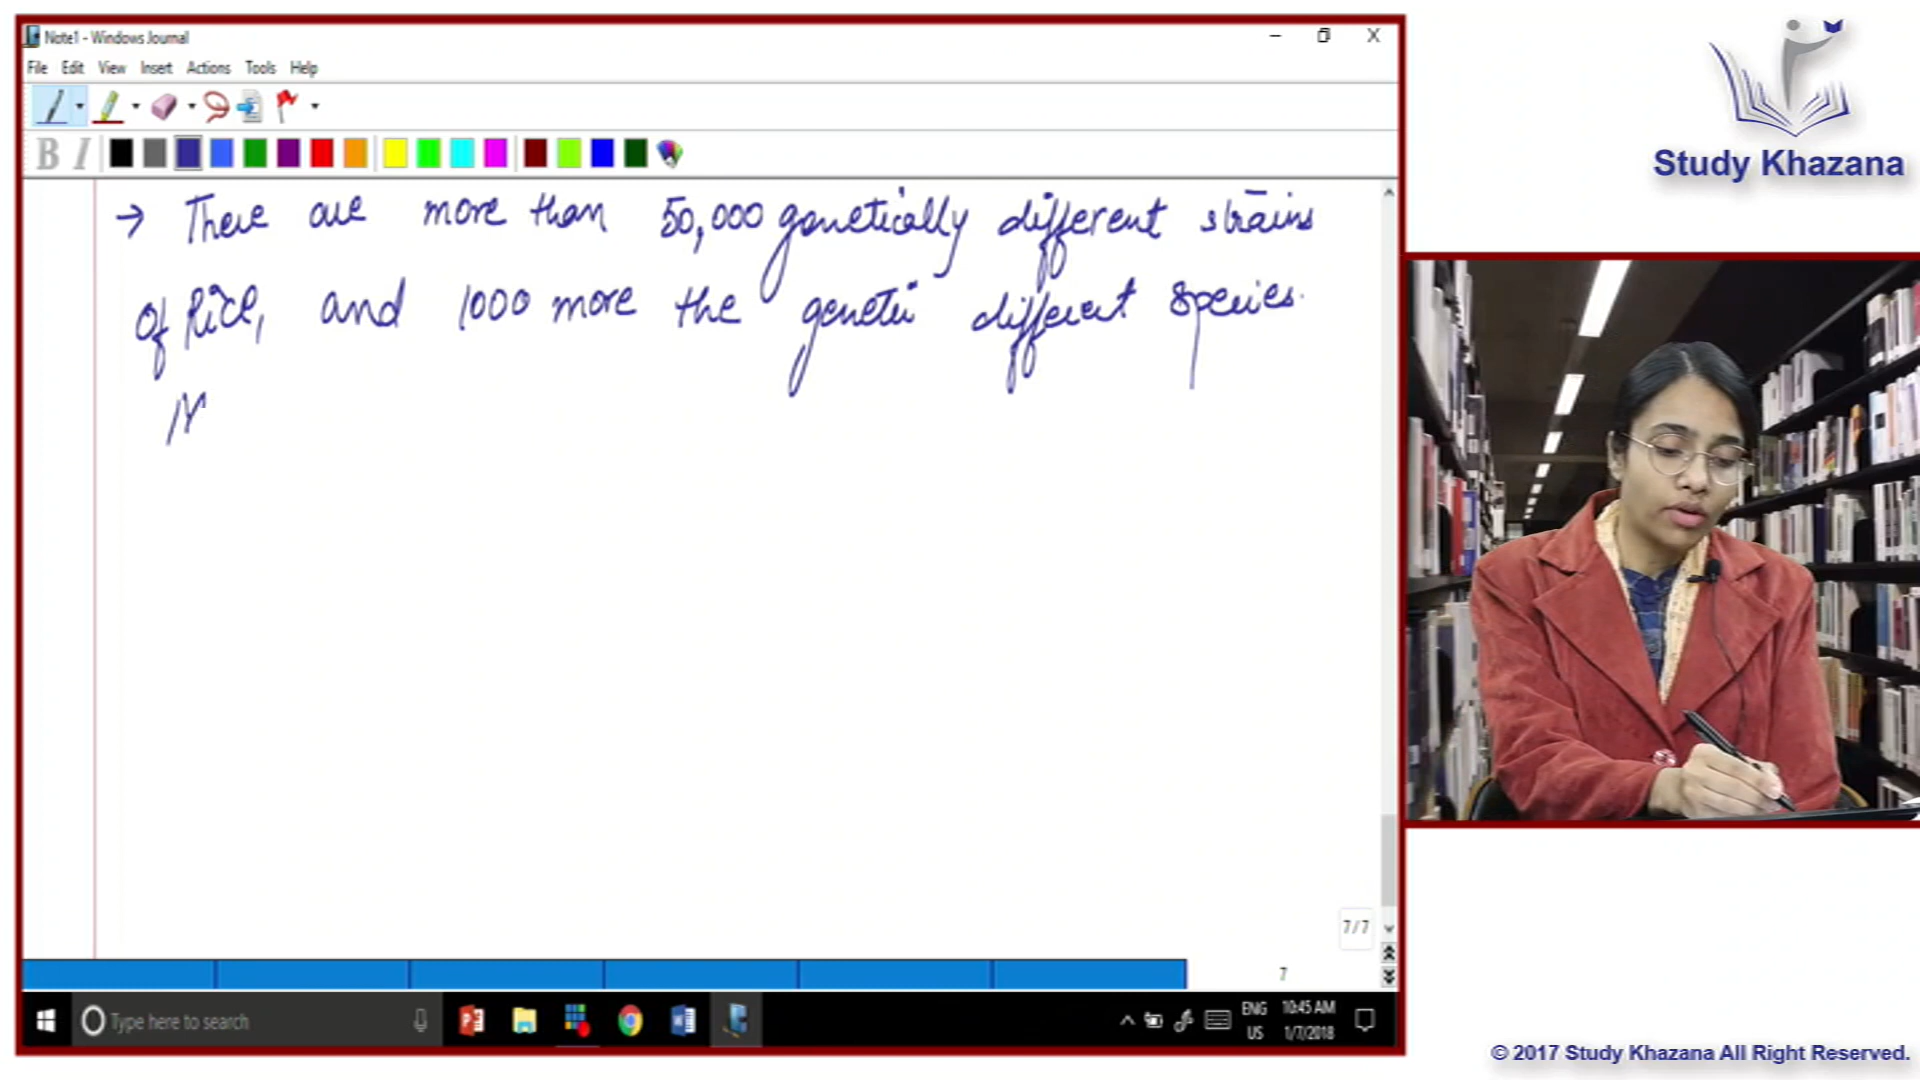 Note1 - Windows Journal
File Edit View Insert Actions Tools Help
B I
→ There are more than 50,000 genetically different strains
of Rice, and 1000 more the genetic different species.
N
7/7
7
Type here to search
ENG
US
10:45 AM
1/7/2018
Study Khazana
© 2017 Study Khazana All Right Reserved.